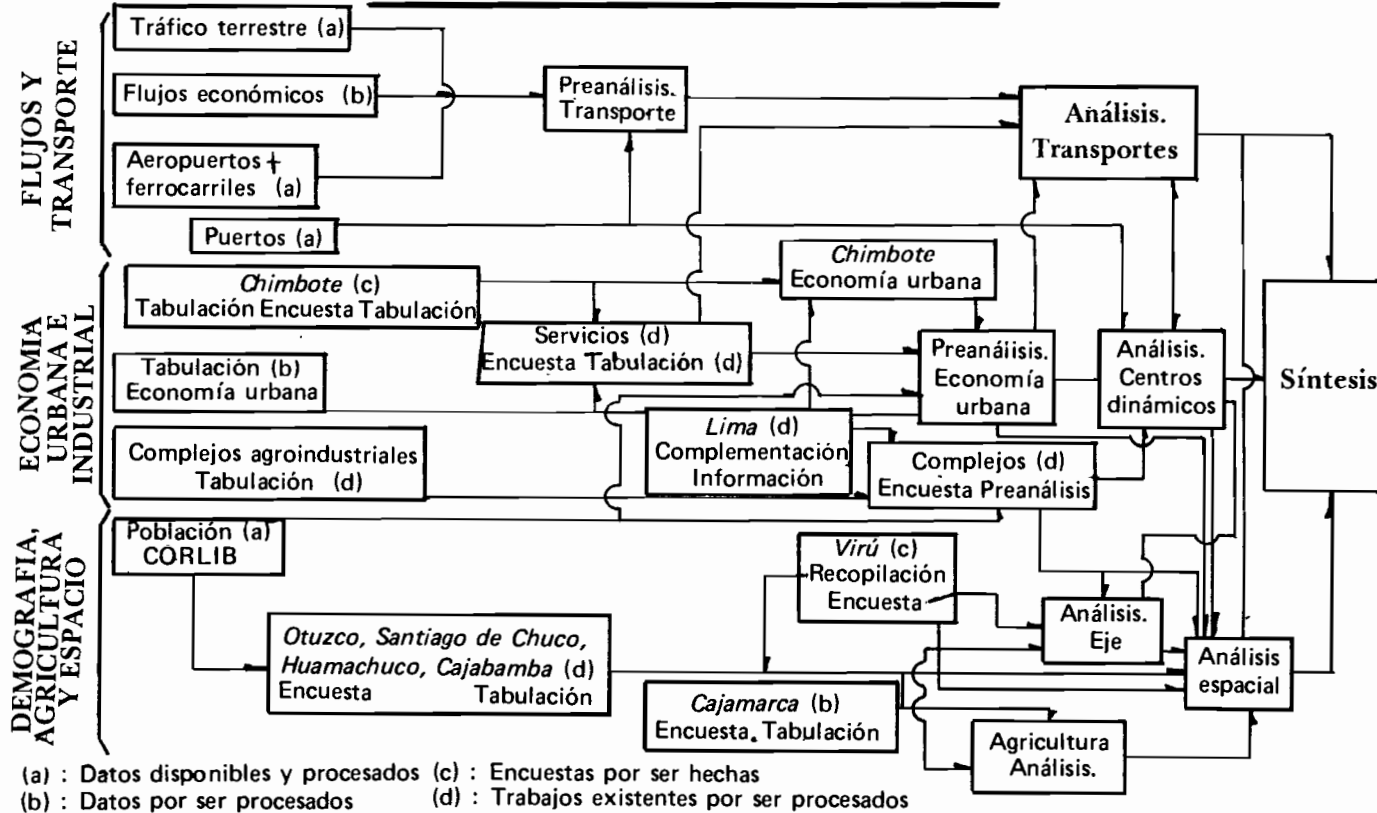 FLUJOS Y
TRANSPORTE
Tráfico terrestre (a)
Flujos económicos (b)
Aeropuertos +
ferrocarriles (a)
Puertos (a)
Preanálisis.
Transporte
Análisis.
Transportes
ECONOMIA
URBANA E
INDUSTRIAL
Chimbote (c)
Tabulación Encuesta Tabulación
Tabulación (b)
Economía urbana
Complejos agroindustriales
Tabulación (d)
Servicios (d)
Encuesta Tabulación (d)
Chimbote
Economía urbana
Lima (d)
Complementación
Información
Preanáiisis.
Economía
urbana
Complejos (d)
Encuesta Preanálisis
Análisis.
Centros
dinámicos
Síntesis
DEMOGRAFIA,
AGRICULTURA
Y ESPACIO
Población (a)
CORLIB
Otuzco, Santiago de Chuco,
Huamachuco, Cajabamba (d)
Encuesta Tabulación
Virú (c)
Recopilación
Encuesta
Cajamarca (b)
Encuesta. Tabulación
Análisis.
Eje
Agricultura
Análisis.
Análisis
espacial
(a) : Datos disponibles y procesados (c) : Encuestas por ser hechas
(b) : Datos por ser procesados (d) : Trabajos existentes por ser procesados